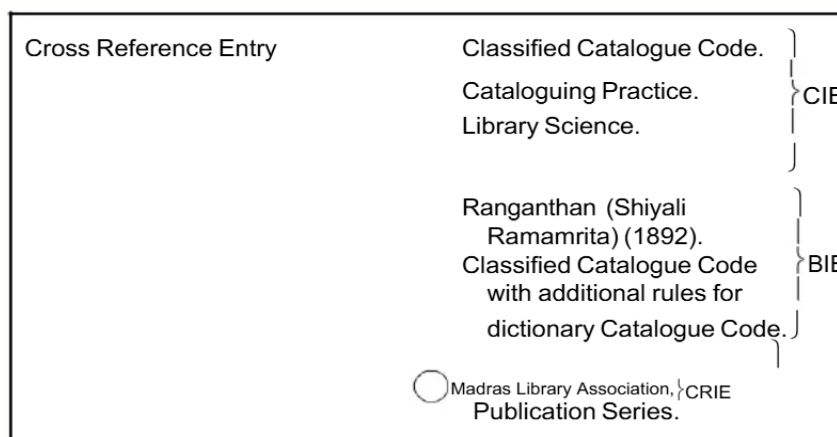 Cross Reference Entry
Classified Catalogue Code.
Cataloguing Practice.
Library Science.
CIE
Ranganthan (Shiyali
Ramamrita) (1892).
Classified Catalogue Code
with additional rules for
dictionary Catalogue Code.
BIE
Madras Library Association,
CRIE
Publication Series.